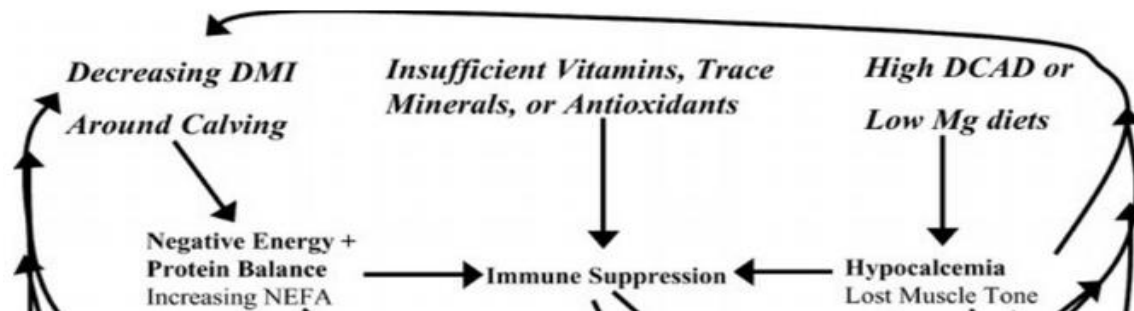 Decreasing DMI
Around Calving
Insufficient Vitamins, Trace
Minerals, or Antioxidants
High DCAD or
Low Mg diets
Negative Energy +
Protein Balance
Increasing NEFA
Immune Suppression
Hypocalcemia
Lost Muscle Tone